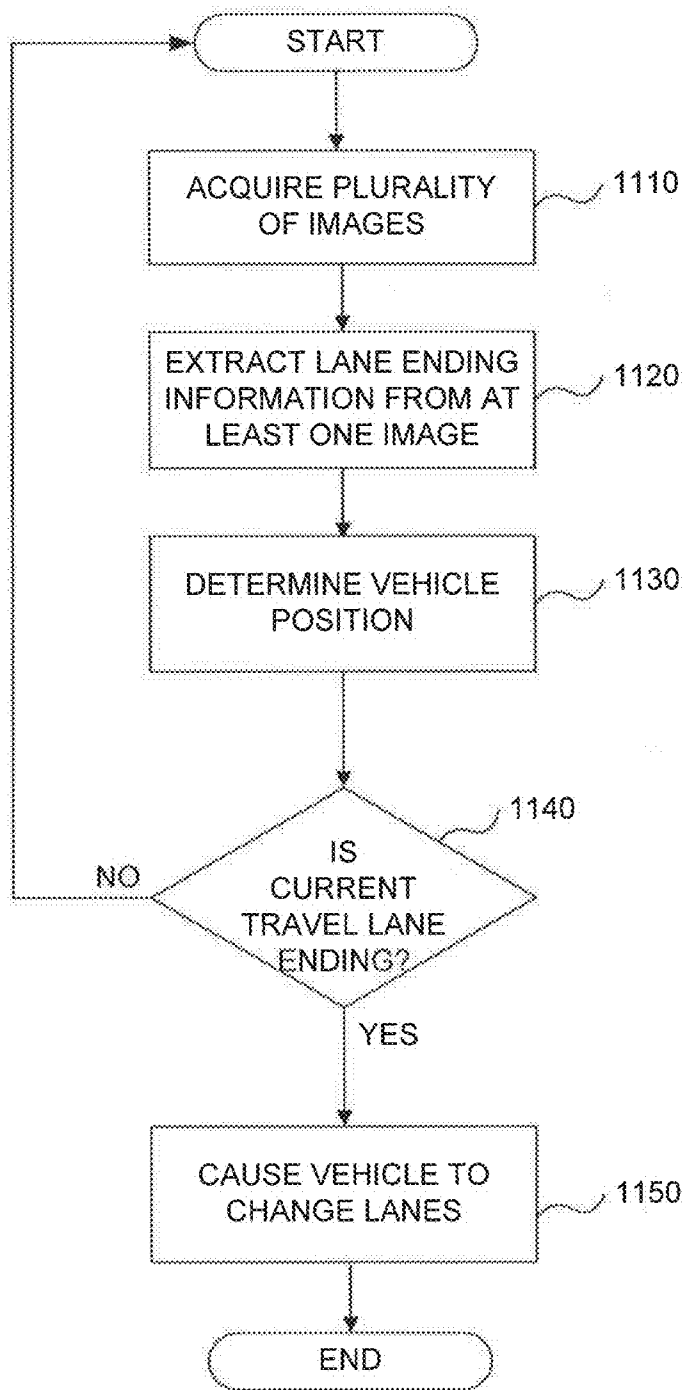 START
ACQUIRE PLURALITY
OF IMAGES
1110
EXTRACT LANE ENDING
INFORMATION FROM AT
LEAST ONE IMAGE
1120
DETERMINE VEHICLE
POSITION
1130
IS
CURRENT
TRAVEL LANE
ENDING?
1140
NO
YES
CAUSE VEHICLE TO
CHANGE LANES
1150
END